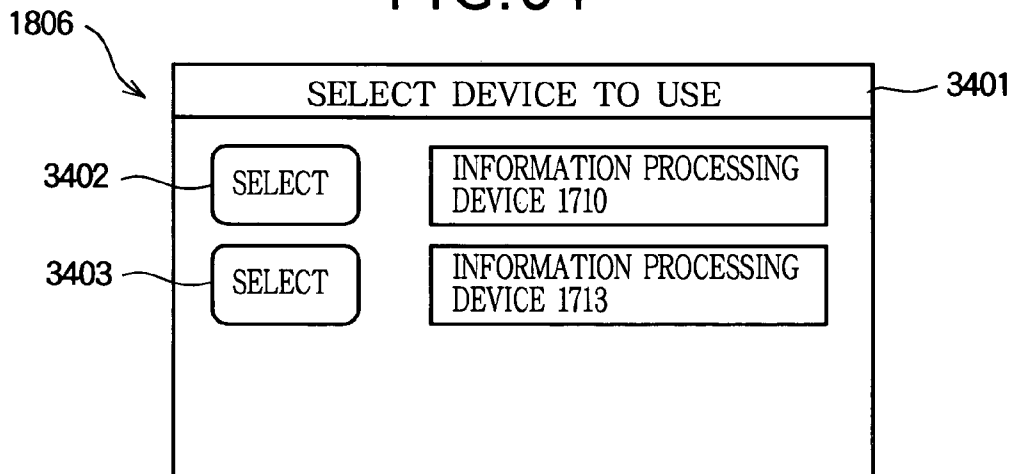 1806
SELECT DEVICE TO USE
3401
3402
SELECT
INFORMATION PROCESSING
DEVICE 1710
3403
SELECT
INFORMATION PROCESSING
DEVICE 1713